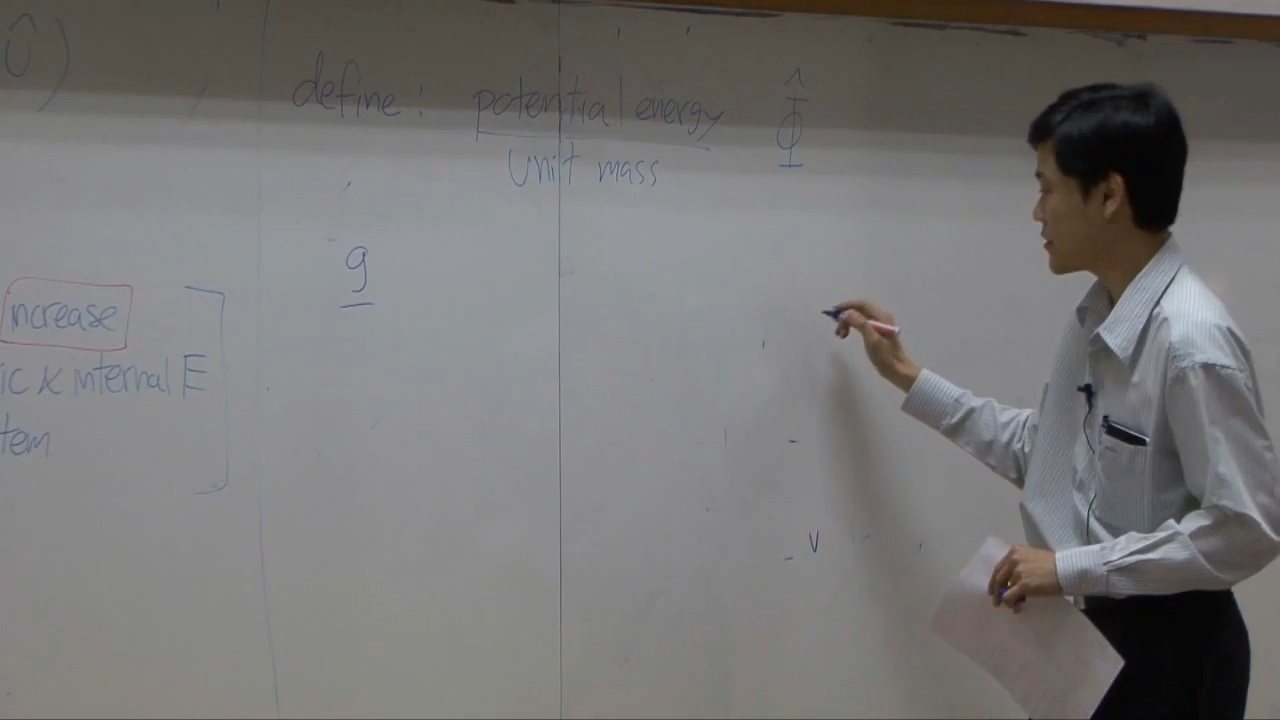 Û)
define: potential energy Φ̂
unit mass
g
increase
ic & internal E
tem